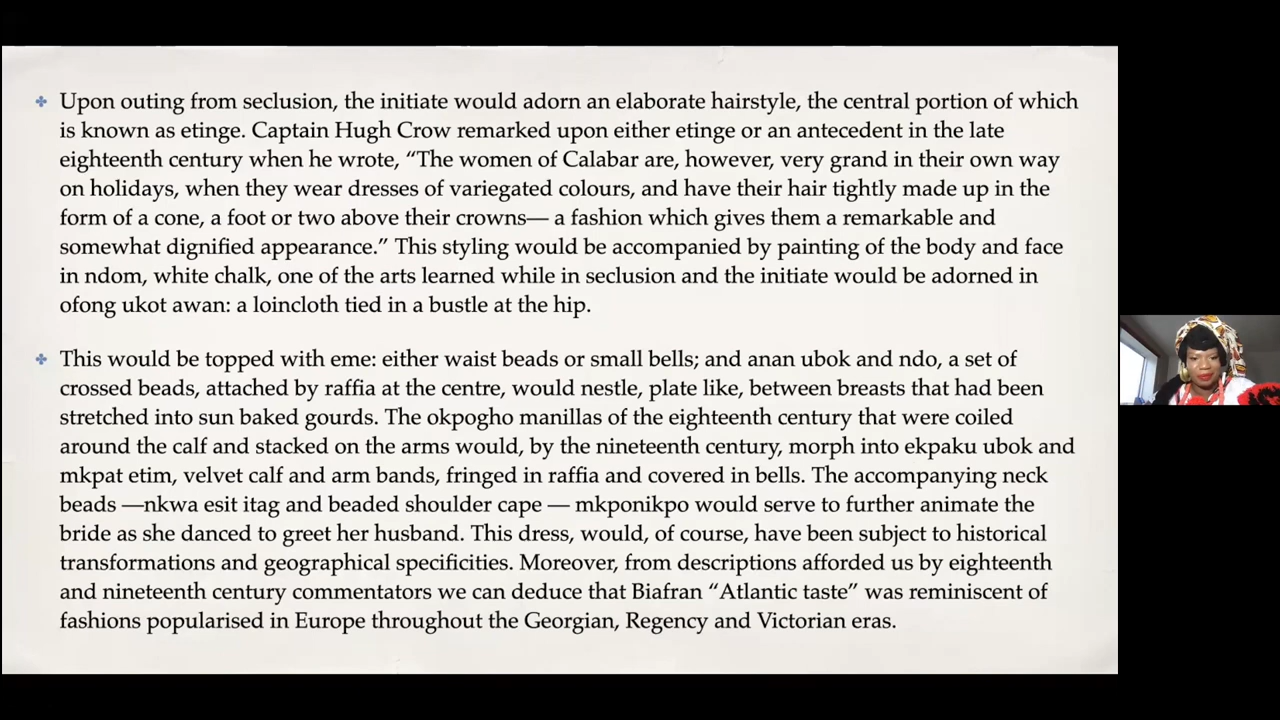 Upon outing from seclusion, the initiate would adorn an elaborate hairstyle, the central portion of which
is known as etinge. Captain Hugh Crow remarked upon either etinge or an antecedent in the late
eighteenth century when he wrote, “The women of Calabar are, however, very grand in their own way
on holidays, when they wear dresses of variegated colours, and have their hair tightly made up in the
form of a cone, a foot or two above their crowns— a fashion which gives them a remarkable and
somewhat dignified appearance.” This styling would be accompanied by painting of the body and face
in ndom, white chalk, one of the arts learned while in seclusion and the initiate would be adorned in
ofong ukot awan: a loincloth tied in a bustle at the hip.
This would be topped with eme: either waist beads or small bells; and anan ubok and ndo, a set of
crossed beads, attached by raffia at the centre, would nestle, plate like, between breasts that had been
stretched into sun baked gourds. The okpogho manillas of the eighteenth century that were coiled
around the calf and stacked on the arms would, by the nineteenth century, morph into ekpaku ubok and
mkpat etim, velvet calf and arm bands, fringed in raffia and covered in bells. The accompanying neck
beads —nkwa esit itag and beaded shoulder cape — mkponikpo would serve to further animate the
bride as she danced to greet her husband. This dress, would, of course, have been subject to historical
transformations and geographical specificities. Moreover, from descriptions afforded us by eighteenth
and nineteenth century commentators we can deduce that Biafran “Atlantic taste” was reminiscent of
fashions popularised in Europe throughout the Georgian, Regency and Victorian eras.